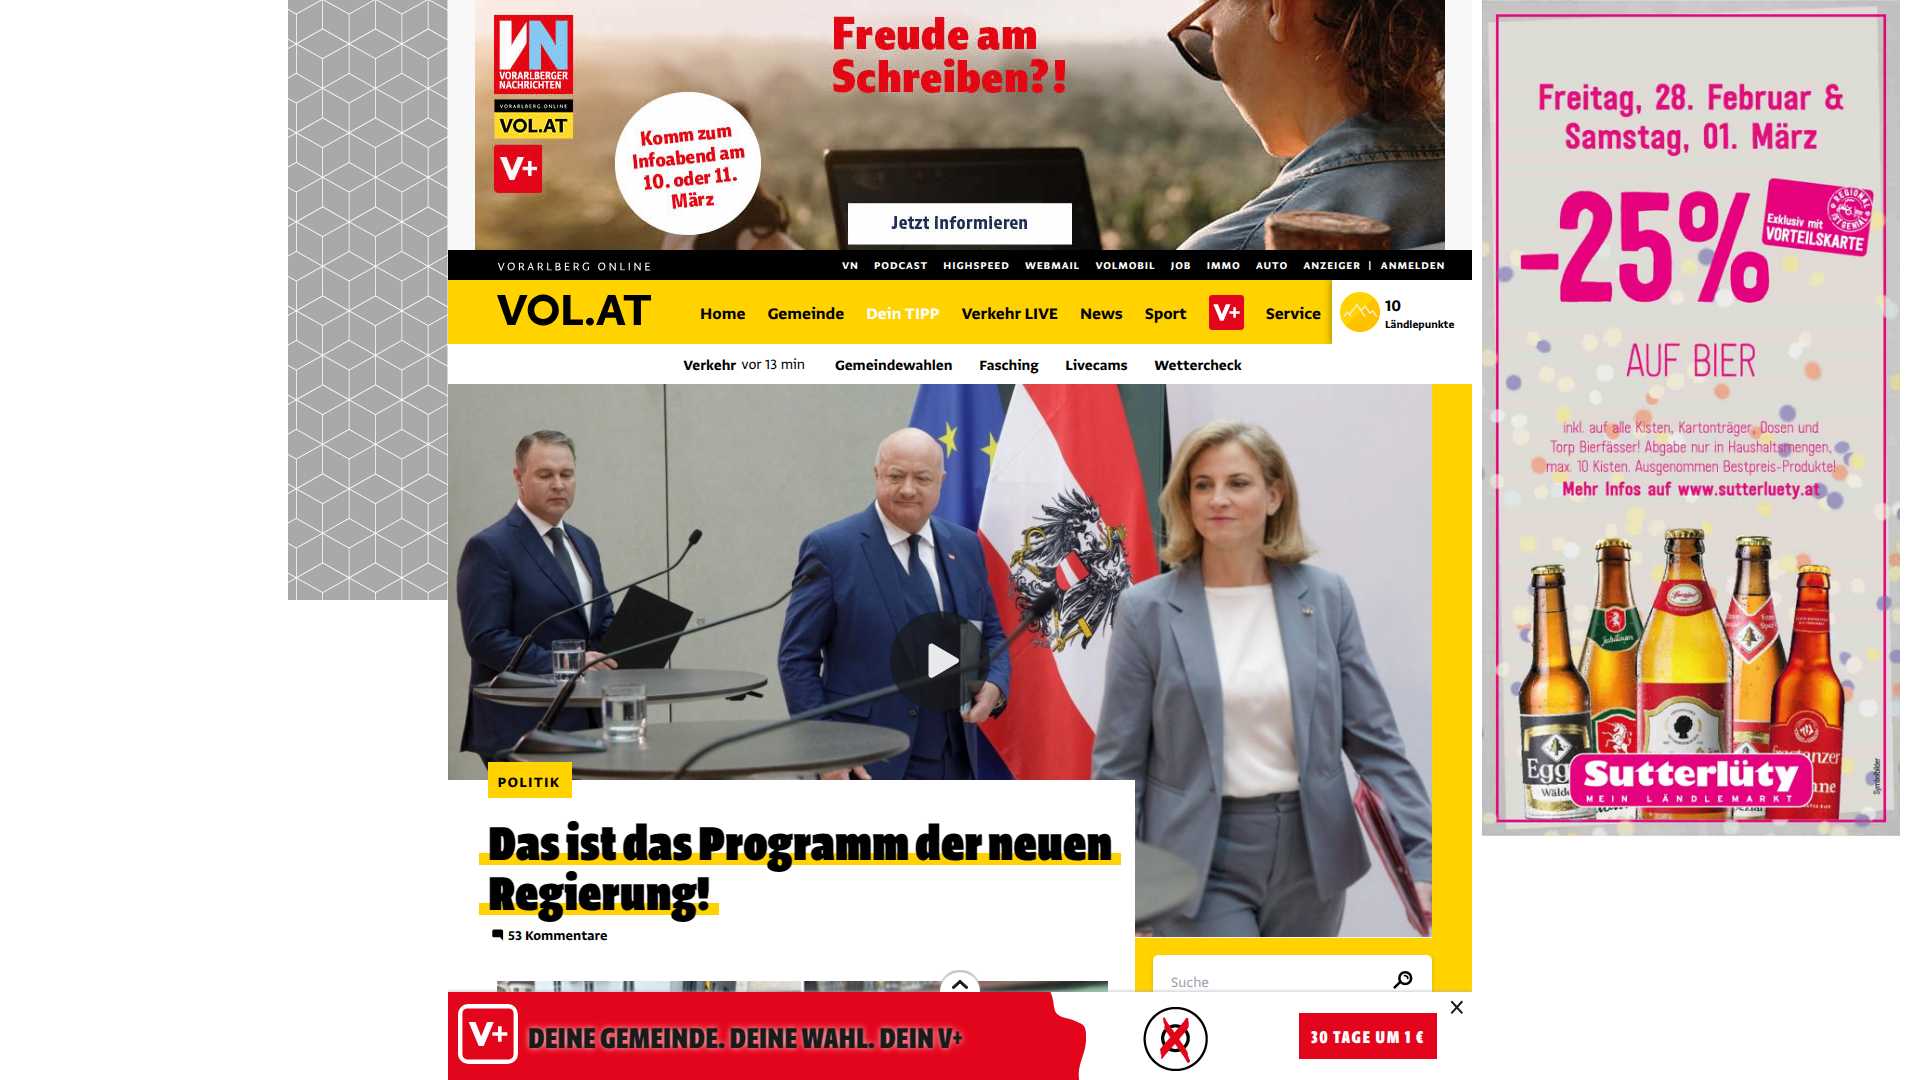 VN
VORARLBERGER
NACHRICHTEN
VORARLBERG ONLINE
VOL.AT
V+
Freude am
Schreiben?!
Komm zum
Infoabend am
10. oder 11.
März
Jetzt Informieren
VORARLBERG ONLINE
VN PODCAST HIGHSPEED WEBMAIL VOLMOBIL JOB IMMO AUTO ANZEIGER | ANMELDEN
VOL.AT
Home Gemeinde Dein TIPP Verkehr LIVE News Sport V+ Service
10
Ländlepunkte
Verkehr vor 13 min Gemeindewahlen Fasching Livecams Wettercheck
POLITIK
Das ist das Programm der neuen
Regierung!
53 Kommentare
Suche
V+ DEINE GEMEINDE. DEINE WAHL. DEIN V+
30 TAGE UM 1 €
Freitag, 28. Februar &
Samstag, 01. März
-25%
REGIONAL
IST GENIAL
Exklusiv mit
VORTEILSKARTE
AUF BIER
inkl. auf alle Kisten, Kartonträger, Dosen und
Torp Bierfässer! Abgabe nur in Haushaltsmengen,
max. 10 Kisten. Ausgenommen Bestpreis-Produkte!
Mehr Infos auf www.sutterluety.at
Jubiläum
Egg
Wälde
Sutterlüty
MEIN LÄNDLEMARKT
Symbolbilder